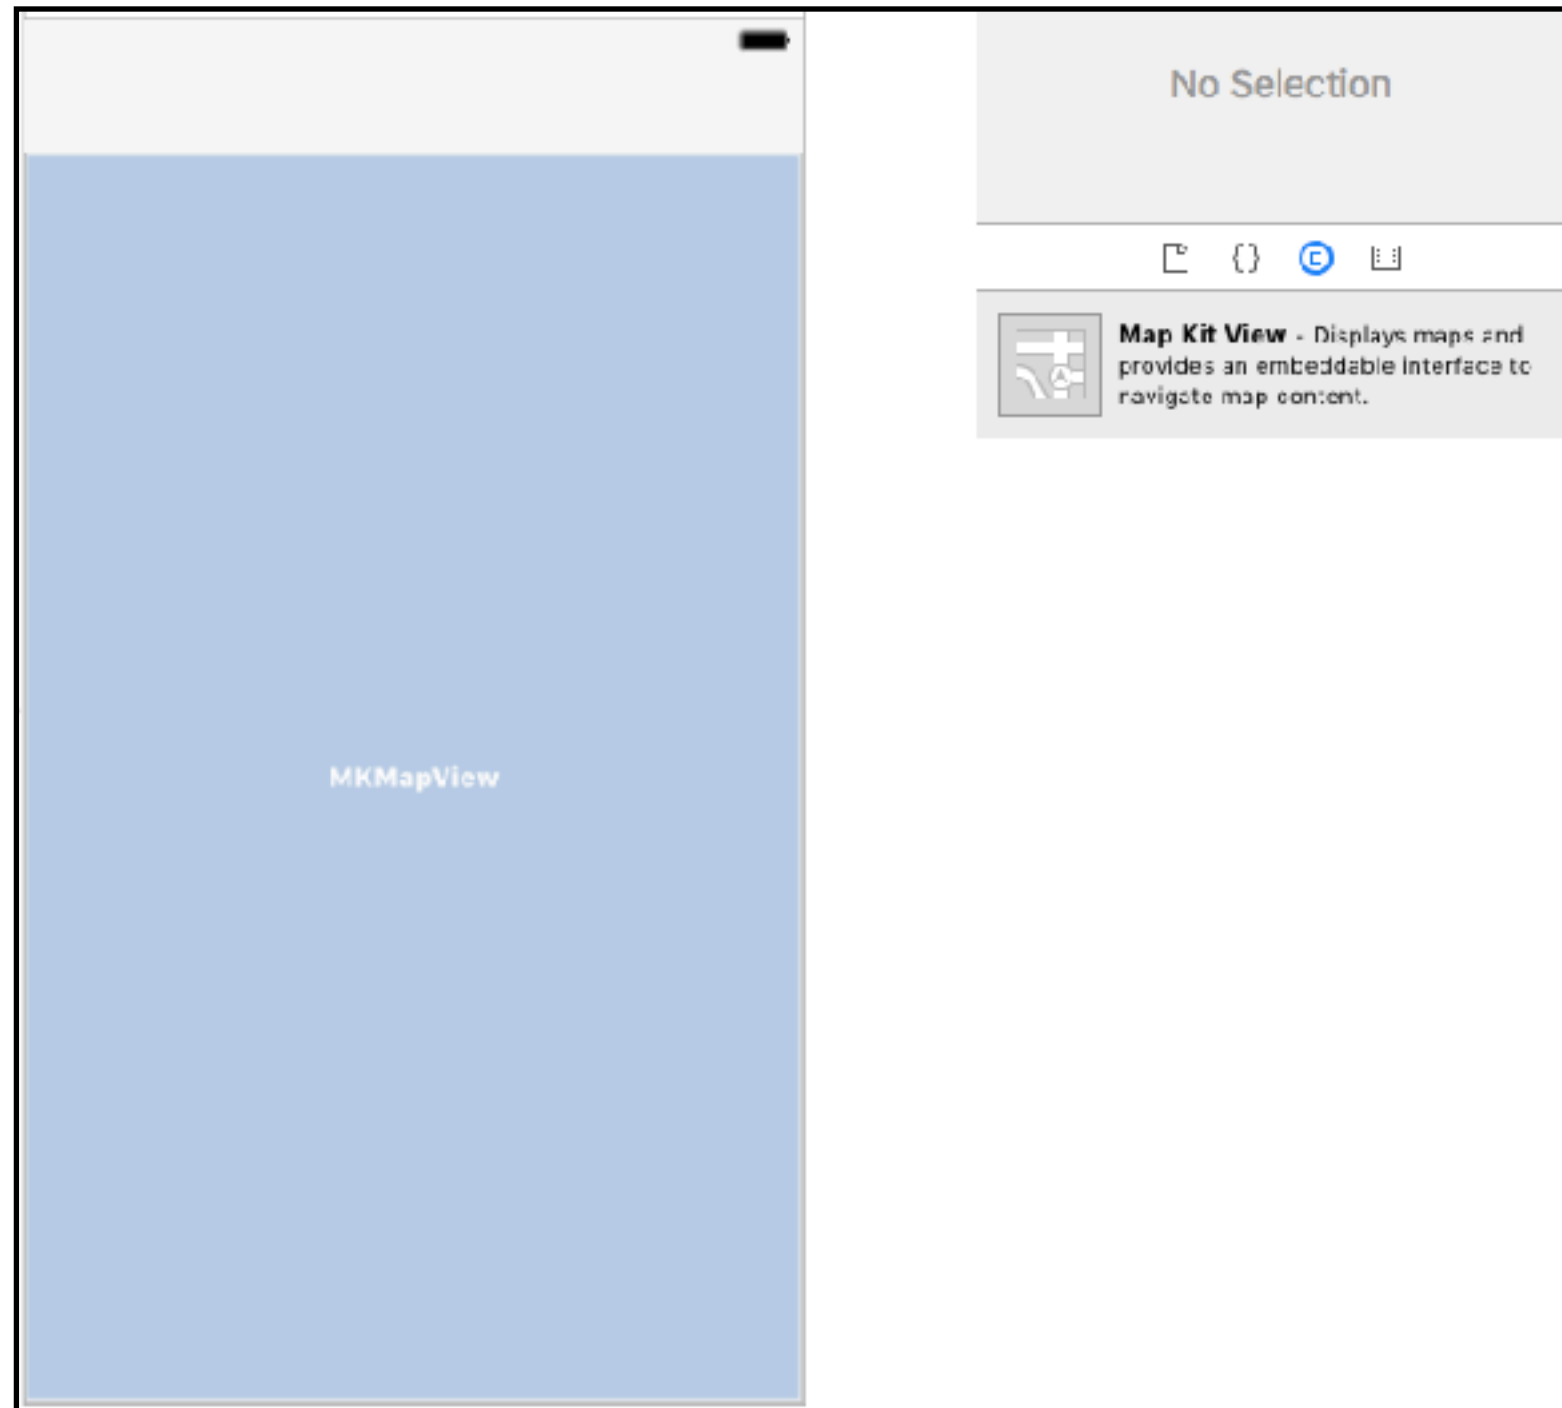 No Selection
{}
Map Kit View - Displays maps and
provides an embeddable interface to
navigate map content.
MKMapView